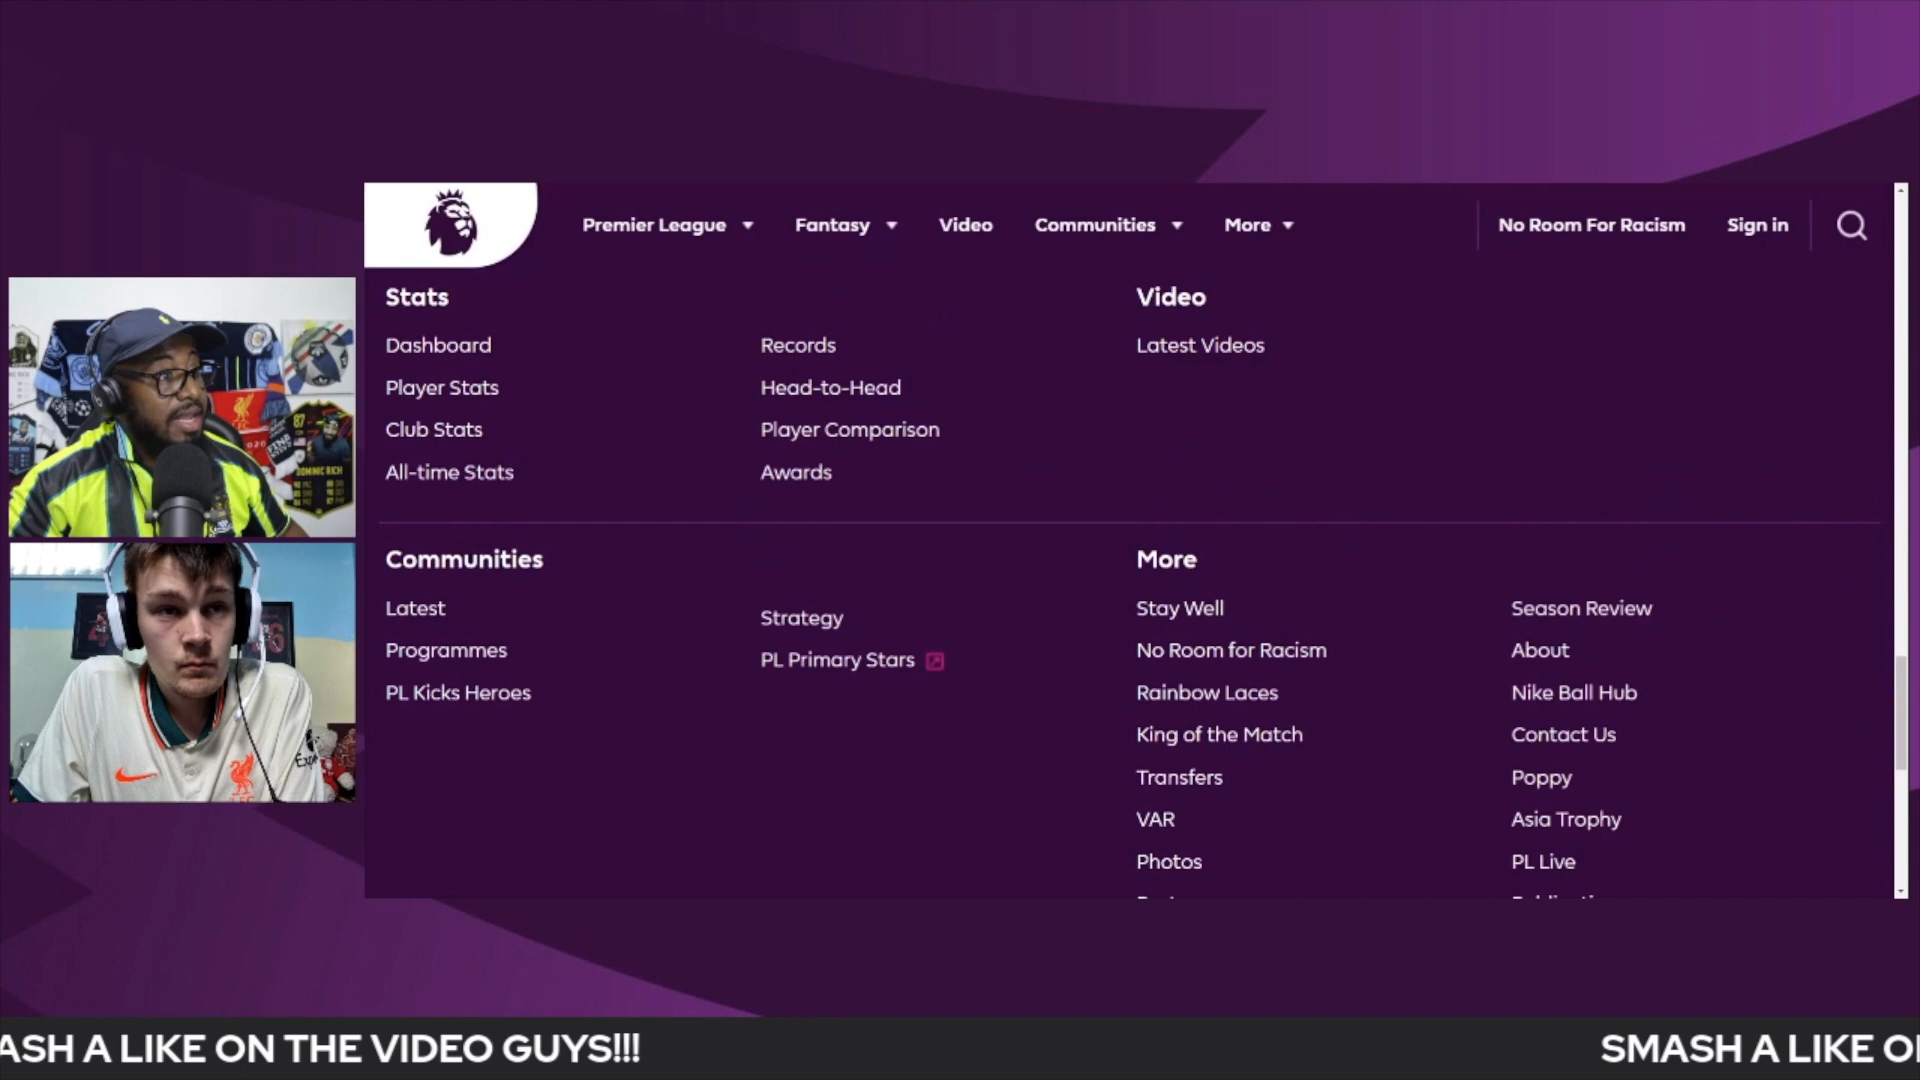 Premier League
Fantasy
Video
Communities
More
No Room For Racism
Sign in
Stats
Dashboard
Player Stats
Club Stats
All-time Stats
Records
Head-to-Head
Player Comparison
Awards
Video
Latest Videos
Communities
Latest
Programmes
PL Kicks Heroes
Strategy
PL Primary Stars
More
Stay Well
No Room for Racism
Rainbow Laces
King of the Match
Transfers
VAR
Photos
Season Review
About
Nike Ball Hub
Contact Us
Poppy
Asia Trophy
PL Live
87
DOMINIC RICH
A LIKE ON THE VIDEO GUYS!!!
SMASH A LIKE